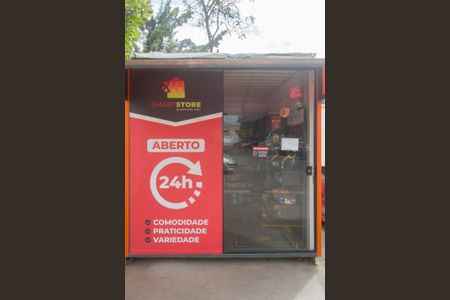 SMARTSTORE
ABERTO
24h
COMODIDADE
PRATICIDADE
VARIEDADE